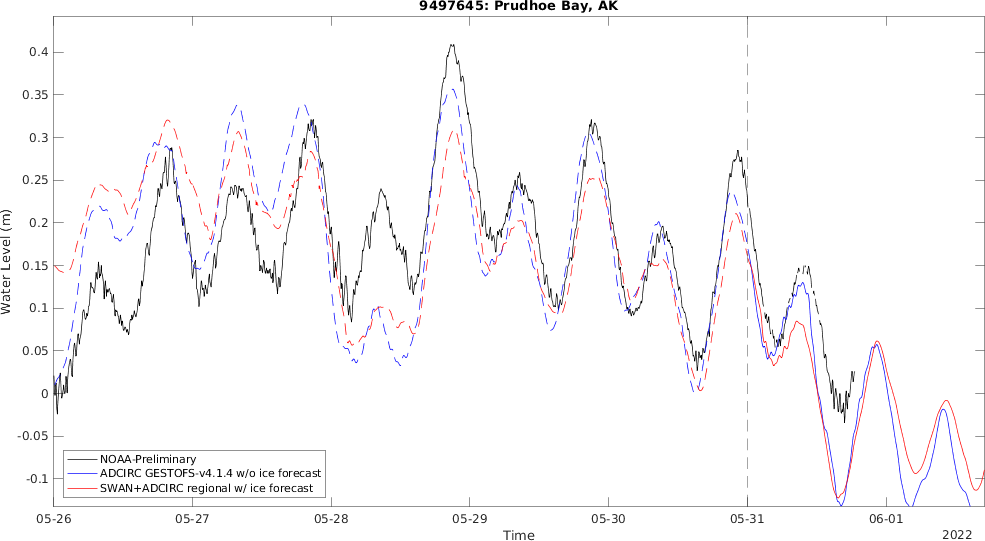 9497645: Prudhoe Bay, AK
0.4
0.35
0.3
0.25
0.2
0.15
0.1
0.05
0
-0.05
-0.1
Water Level (m)
NOAA-Preliminary
ADCIRC GESTOFS-v4.1.4 w/o ice forecast
SWAN+ADCIRC regional w/ ice forecast
05-26 05-27 05-28 05-29 05-30 05-31 06-01
Time
2022